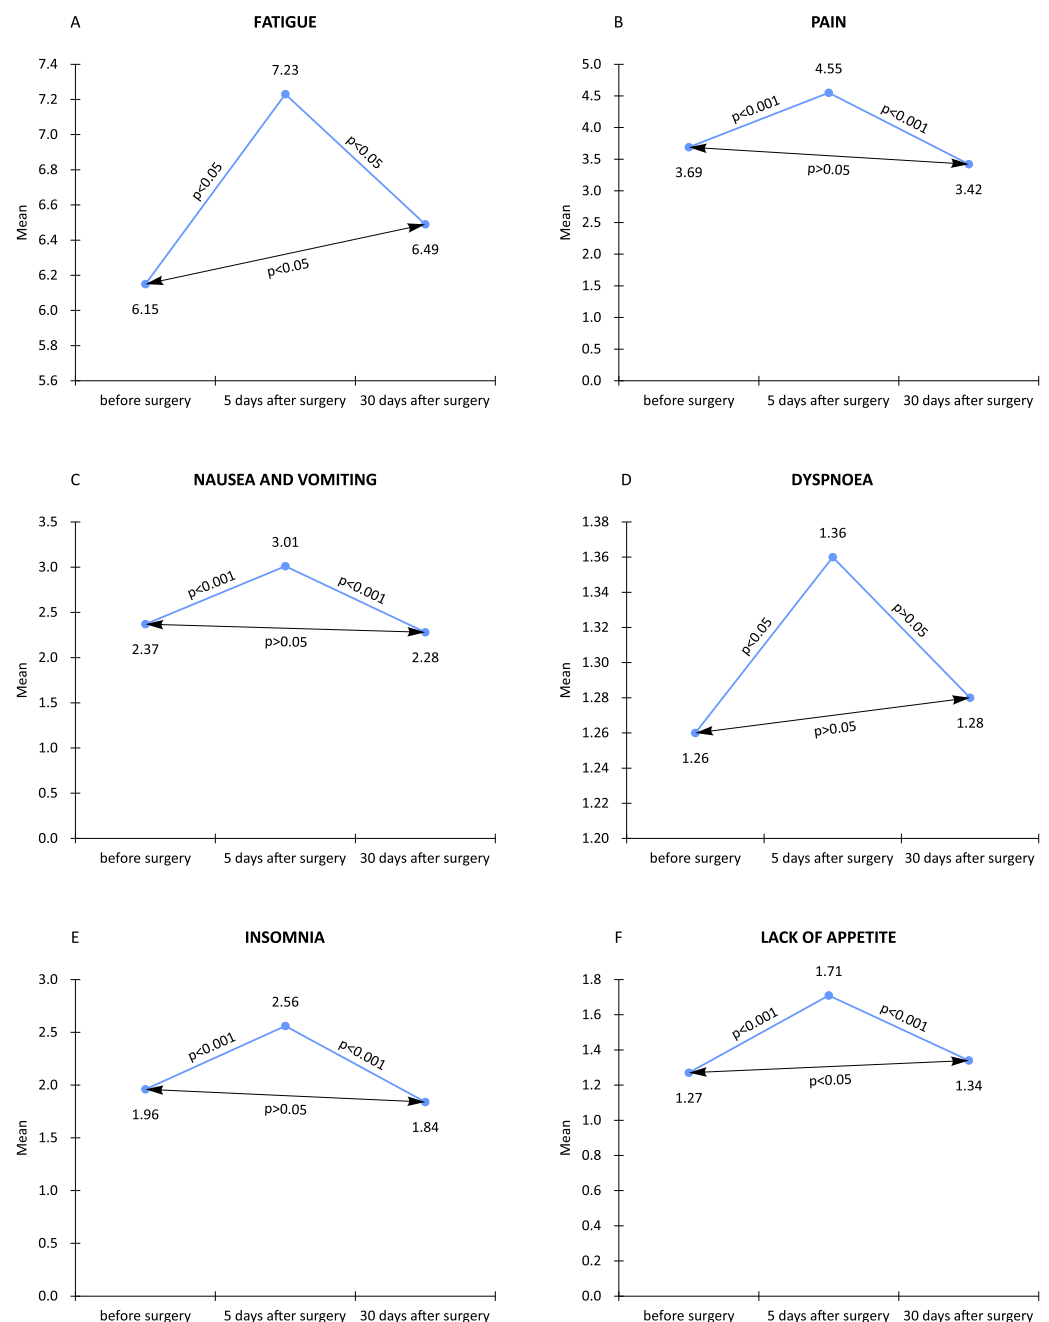 A
FATIGUE
7.4
7.2
7.0
6.8
6.6
6.4
6.2
6.0
5.8
5.6
Mean
7.23
p<0.05
p<0.05
6.49
p<0.05
6.15
before surgery
5 days after surgery
30 days after surgery
B
PAIN
5.0
4.5
4.0
3.5
3.0
2.5
2.0
1.5
1.0
0.5
0.0
Mean
4.55
p<0.001
p<0.001
3.69
p>0.05
3.42
before surgery
5 days after surgery
30 days after surgery
C
NAUSEA AND VOMITING
3.5
3.0
2.5
2.0
1.5
1.0
0.5
0.0
Mean
3.01
p<0.001
p<0.001
2.37
p>0.05
2.28
before surgery
5 days after surgery
30 days after surgery
D
DYSPNOEA
1.38
1.36
1.34
1.32
1.30
1.28
1.26
1.24
1.22
1.20
Mean
1.36
p<0.05
p>0.05
1.28
p>0.05
1.26
before surgery
5 days after surgery
30 days after surgery
E
INSOMNIA
3.0
2.5
2.0
1.5
1.0
0.5
0.0
Mean
2.56
p<0.001
p<0.001
1.96
p>0.05
1.84
before surgery
5 days after surgery
30 days after surgery
F
LACK OF APPETITE
1.8
1.6
1.4
1.2
1.0
0.8
0.6
0.4
0.2
0.0
Mean
1.71
p<0.001
p<0.001
1.27
p<0.05
1.34
before surgery
5 days after surgery
30 days after surgery